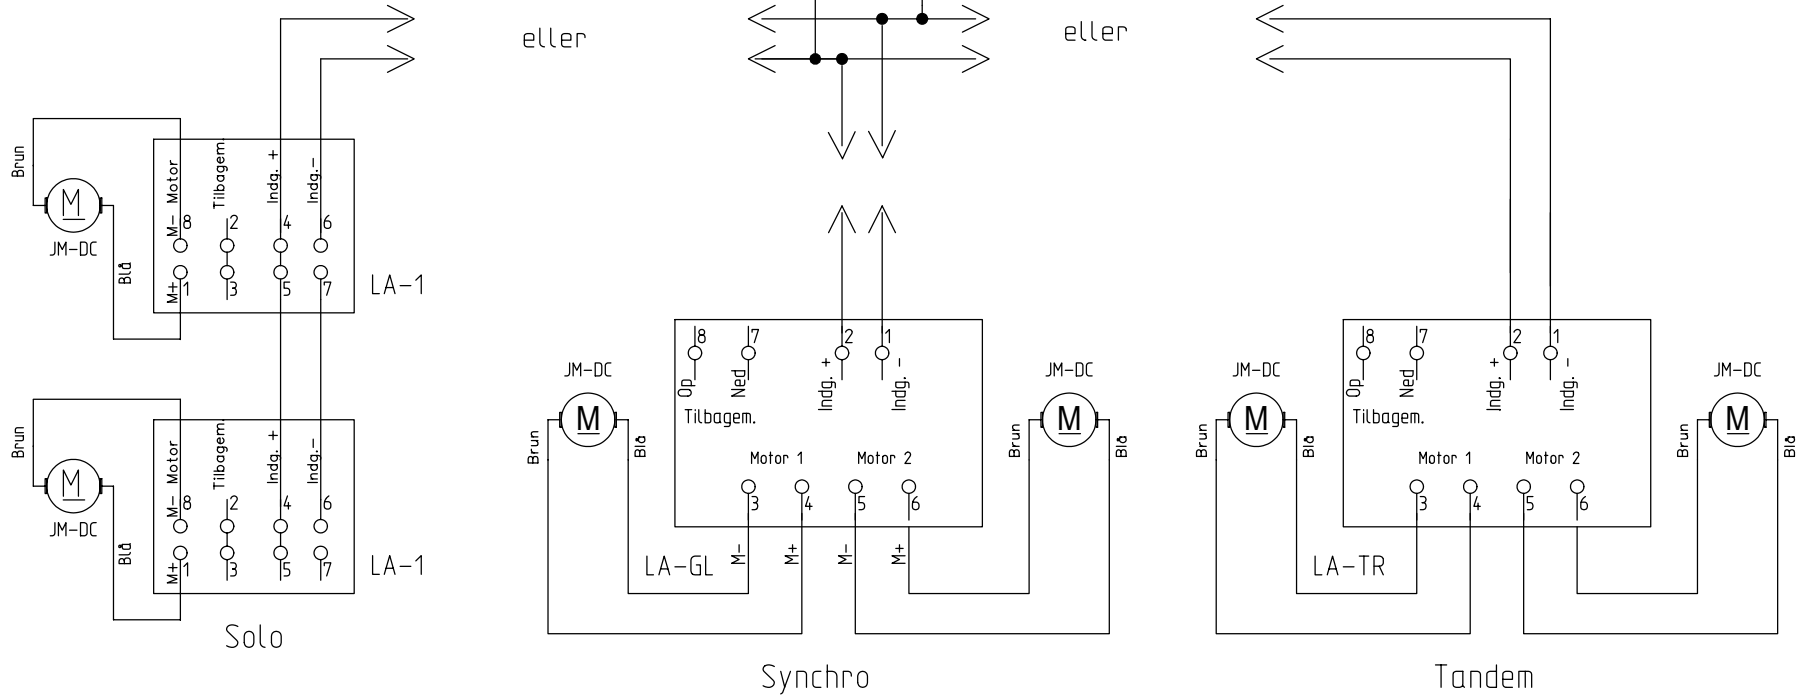 eller
eller
Brun
M
JM-DC
Blå
M- Motor
Tilbagem.
Indg. +
Indg.-
8 2 4 6
M+ 1 3 5 7
LA-1
Brun
M
JM-DC
Blå
M- Motor
Tilbagem.
Indg. +
Indg.-
8 2 4 6
M+ 1 3 5 7
LA-1
Solo
JM-DC
M
Brun
Blå
8 7 2 1
Op
Ned
Indg. +
Indg. -
Tilbagem.
Motor 1 Motor 2
3 4 5 6
M- M+ M- M+
LA-GL
JM-DC
M
Brun
Blå
Synchro
JM-DC
M
Brun
Blå
8 7 2 1
Op
Ned
Indg. +
Indg. -
Tilbagem.
Motor 1 Motor 2
3 4 5 6
LA-TR
JM-DC
M
Brun
Blå
Tandem